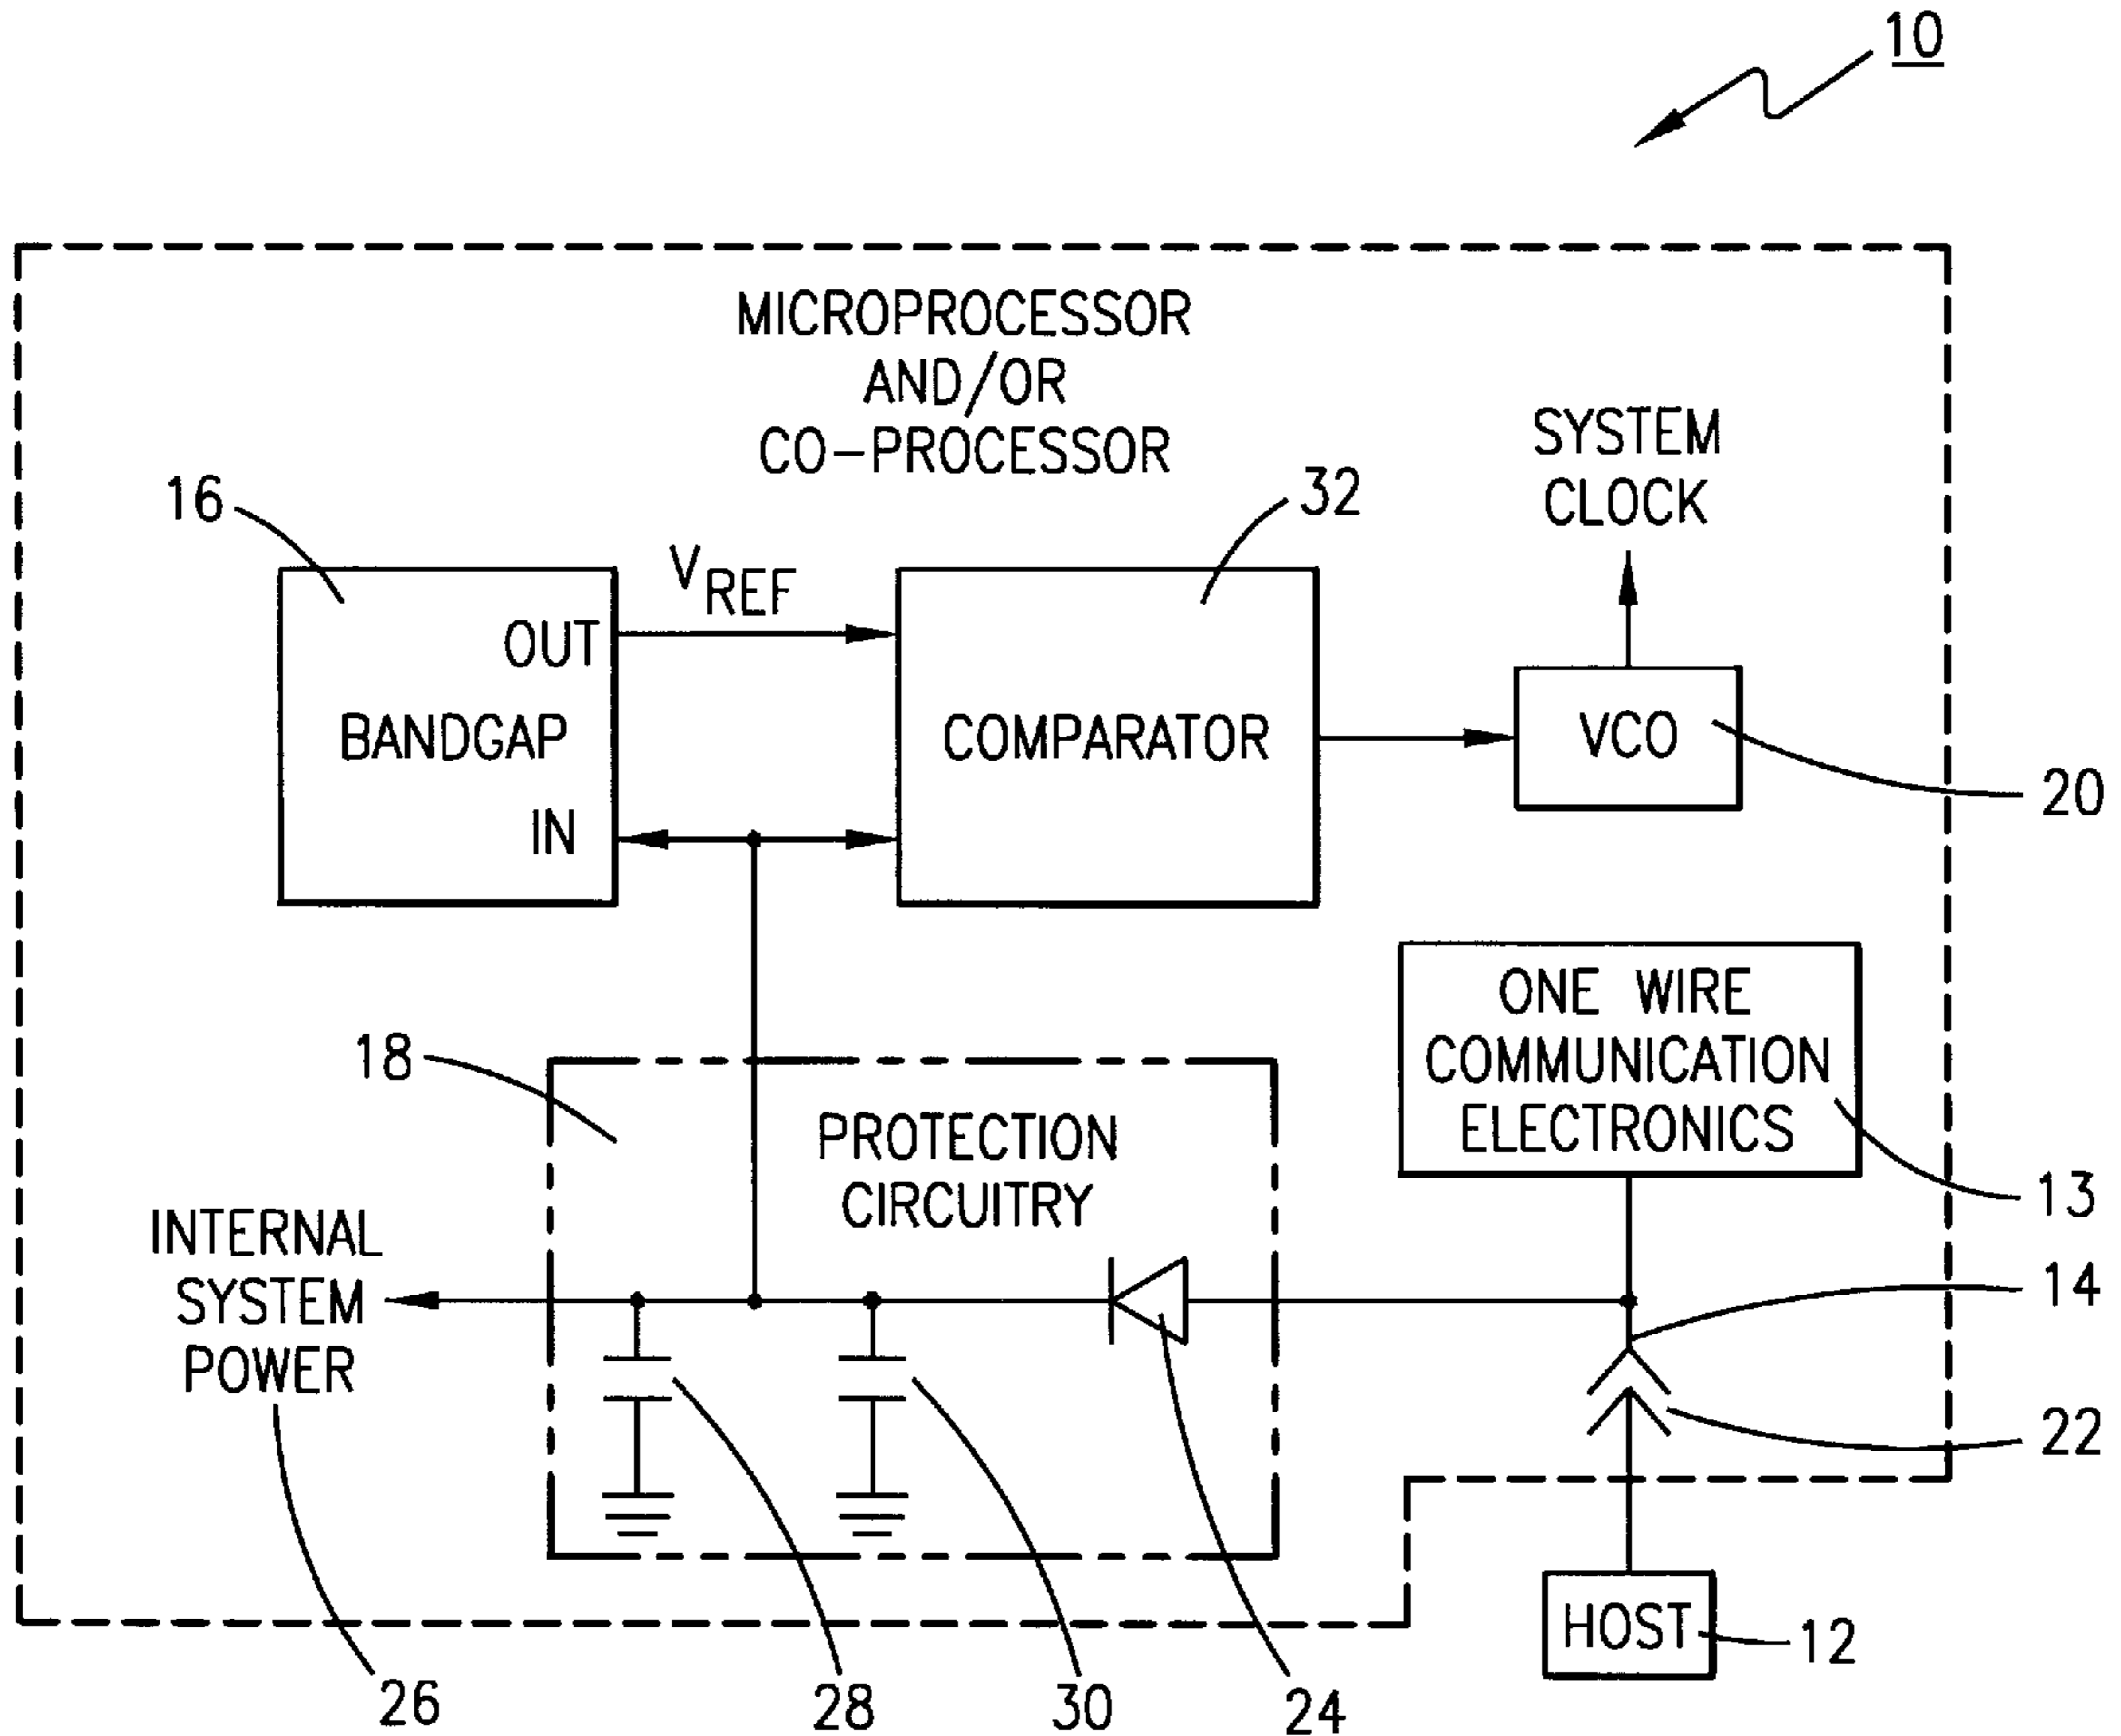 10
MICROPROCESSOR
AND/OR
CO-PROCESSOR
SYSTEM
CLOCK
16
32
VREF
OUT
BANDGAP
IN
COMPARATOR
VCO
20
ONE WIRE
COMMUNICATION
ELECTRONICS
13
18
PROTECTION
CIRCUITRY
INTERNAL
SYSTEM
POWER
14
22
HOST
12
26
28
30
24